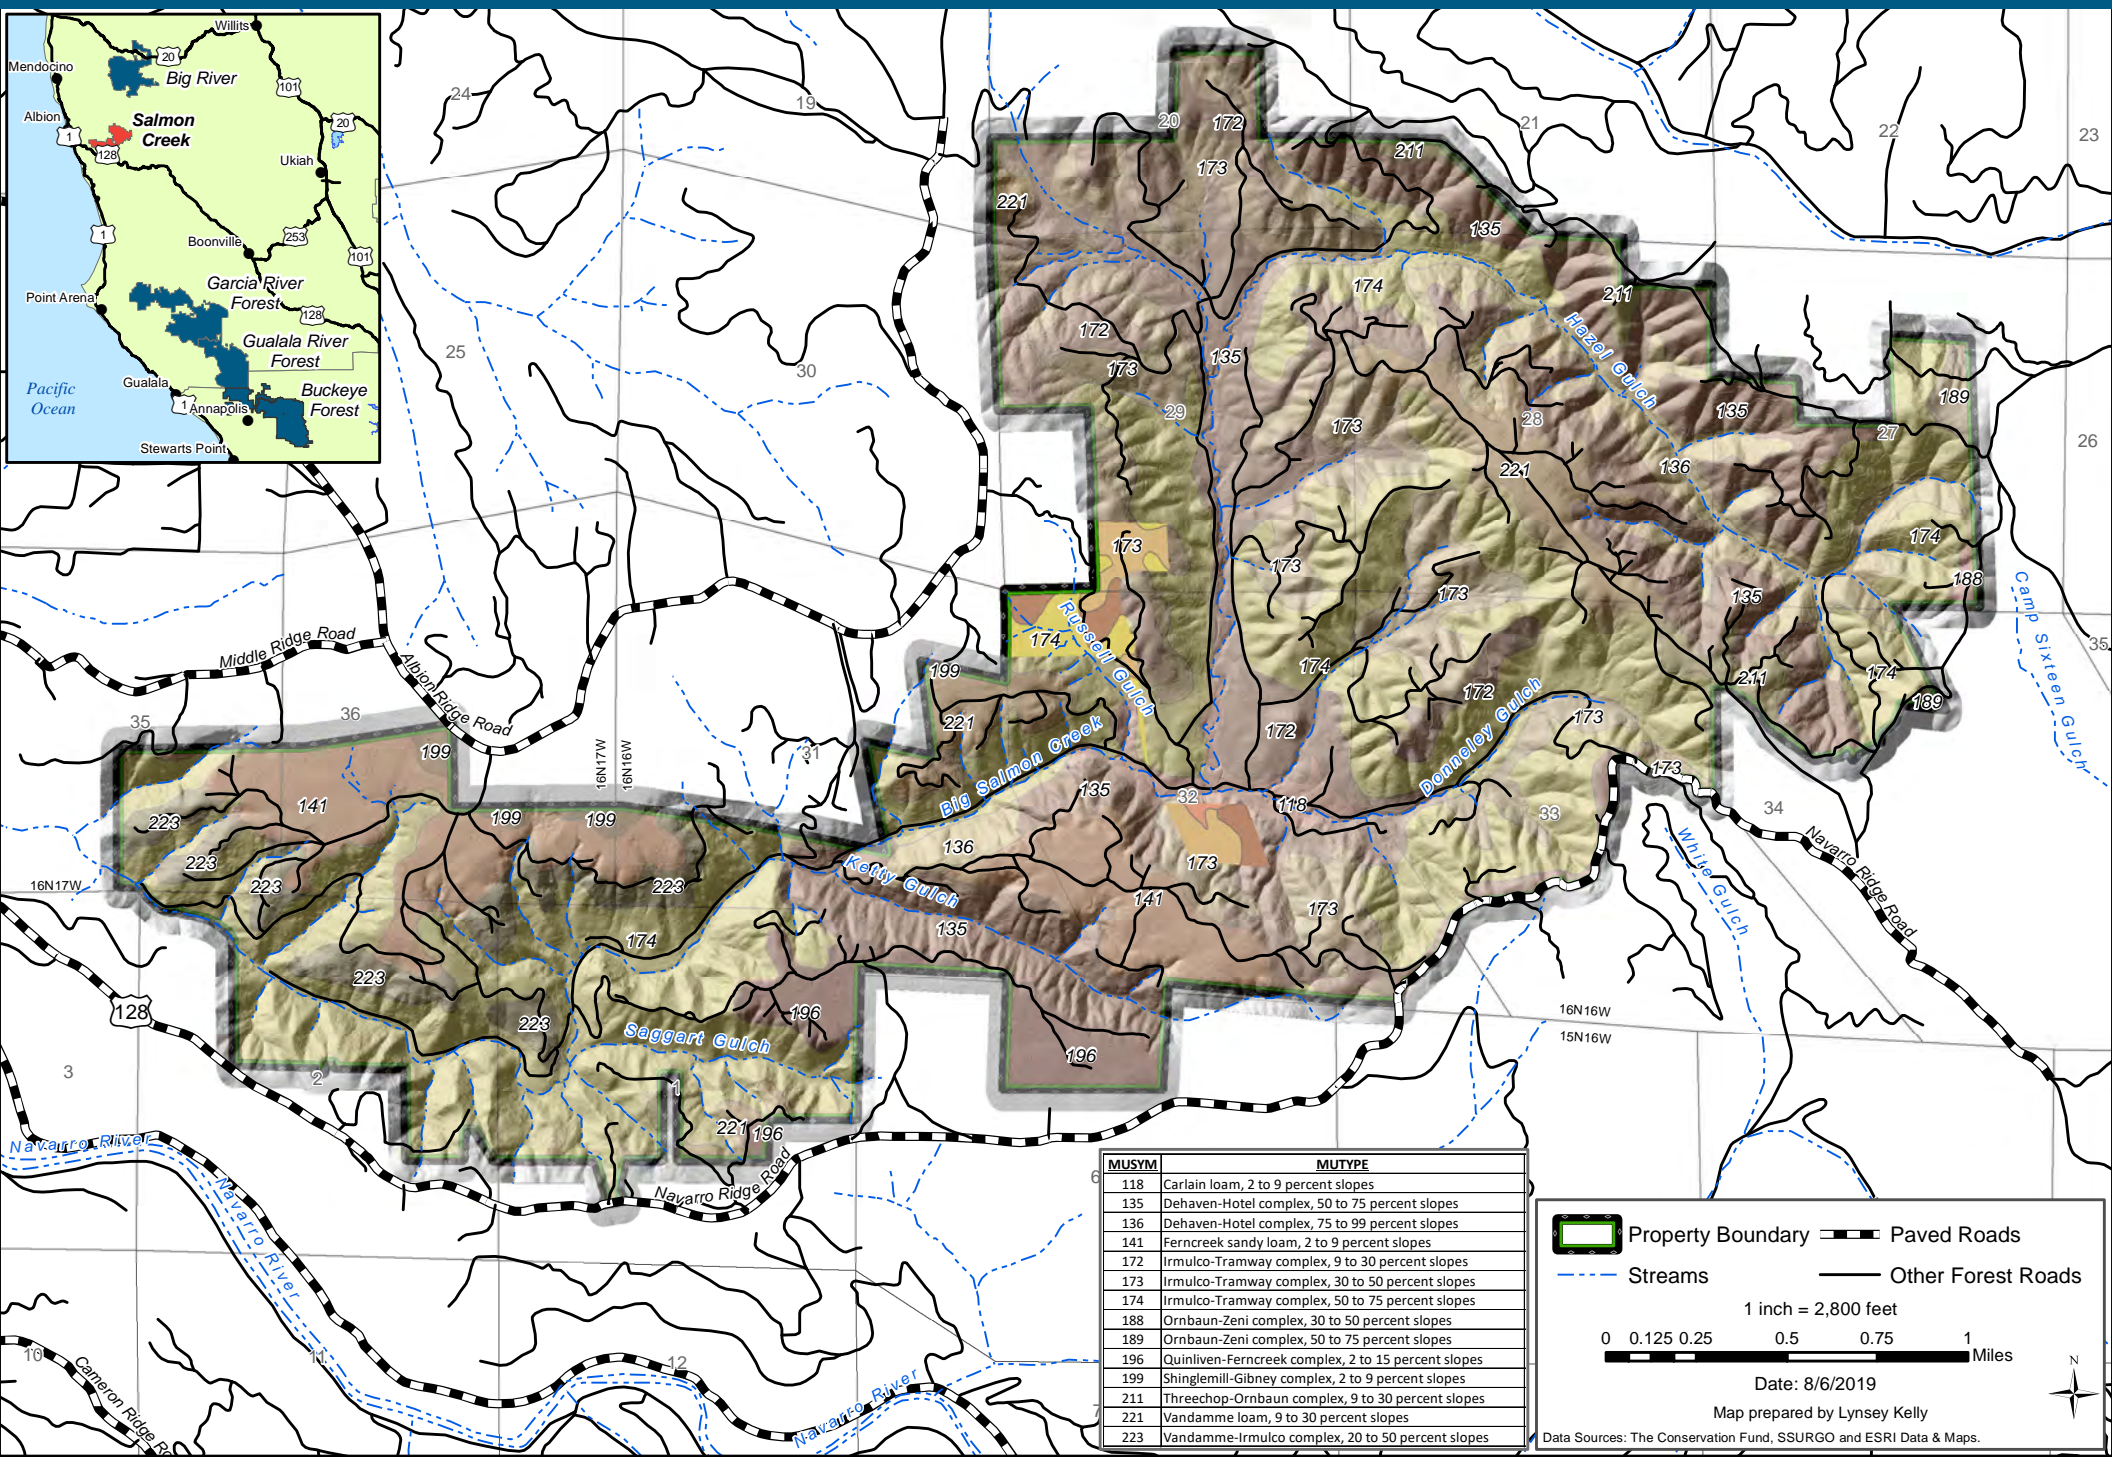 Willits
20
Mendocino
Big River
101
Albion
1
Salmon
Creek
20
128
Ukiah
1
Boonville
253
101
Garcia River
Forest
Point Arena
128
Gualala River
Forest
Pacific
Ocean
Gualala
1
Annapolis
Buckeye
Forest
Stewarts Point
24
19
20
172
21
22
23
211
173
221
135
174
211
25
30
172
135
173
Hazel Gulch
189
29
173
28
135
27
26
136
221
173
173
174
173
188
135
Camp Sixteen Gulch
Russell Gulch
174
Middle Ridge Road
Albion Ridge Road
199
174
211
174
35
172
189
35
36
221
173
199
16N17W
16N16W
31
172
Donneley Gulch
173
Big Salmon Creek
135
32
118
33
34
141
223
199
199
Navarro Ridge Road
White Gulch
223
136
173
223
Ketty Gulch
16N17W
223
141
173
135
174
223
128
196
223
16N16W
Saggart Gulch
15N16W
196
3
2
1
221
196
Navarro River
Navarro River
Navarro Ridge Road
6
10
11
12
7
Cameron Ridge Ro
Navarro River
MUSYM MUTYPE
118 Carlain loam, 2 to 9 percent slopes
135 Dehaven-Hotel complex, 50 to 75 percent slopes
136 Dehaven-Hotel complex, 75 to 99 percent slopes
141 Ferncreek sandy loam, 2 to 9 percent slopes
172 Irmulco-Tramway complex, 9 to 30 percent slopes
173 Irmulco-Tramway complex, 30 to 50 percent slopes
174 Irmulco-Tramway complex, 50 to 75 percent slopes
188 Ornbaun-Zeni complex, 30 to 50 percent slopes
189 Ornbaun-Zeni complex, 50 to 75 percent slopes
196 Quinliven-Ferncreek complex, 2 to 15 percent slopes
199 Shinglemill-Gibney complex, 2 to 9 percent slopes
211 Threechop-Ornbaun complex, 9 to 30 percent slopes
221 Vandamme loam, 9 to 30 percent slopes
223 Vandamme-Irmulco complex, 20 to 50 percent slopes
Property Boundary Paved Roads
Streams Other Forest Roads
1 inch = 2,800 feet
0 0.125 0.25 0.5 0.75 1
Miles
N
Date: 8/6/2019
Map prepared by Lynsey Kelly
Data Sources: The Conservation Fund, SSURGO and ESRI Data & Maps.